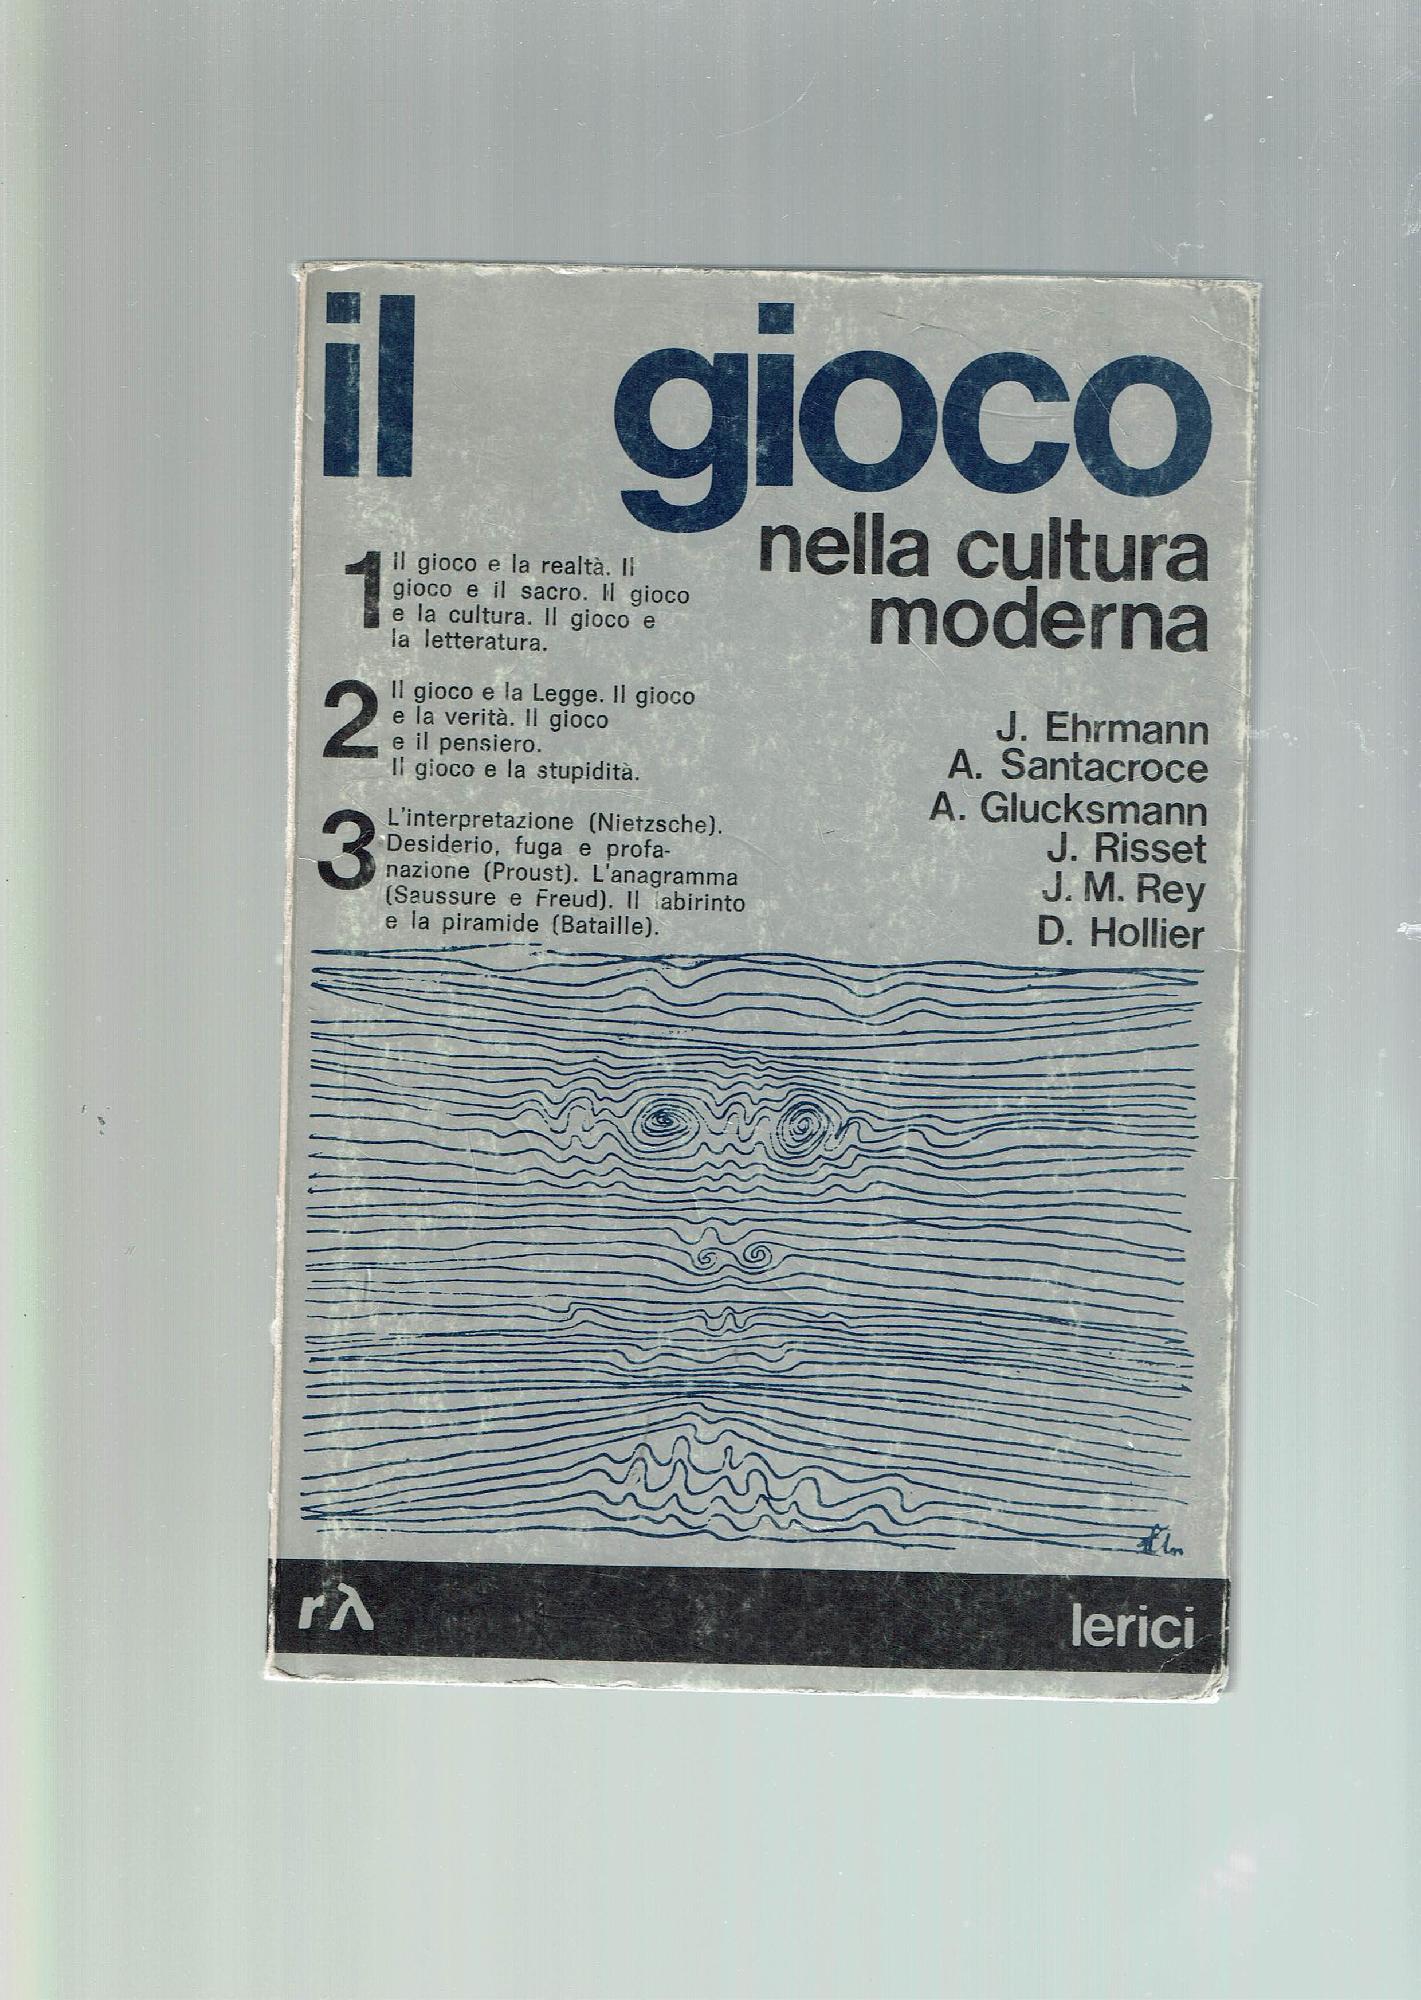 il gioco
nella cultura
moderna
1 Il gioco e la realtà. Il
gioco e il sacro. Il gioco
e la cultura. Il gioco e
la letteratura.
2 Il gioco e la Legge. Il gioco
e la verità. Il gioco
e il pensiero.
Il gioco e la stupidità.
3 L'interpretazione (Nietzsche).
Desiderio, fuga e profa-
nazione (Proust). L'anagramma
(Saussure e Freud). Il labirinto
e la piramide (Bataille).
J. Ehrmann
A. Santacroce
A. Glucksmann
J. Risset
J. M. Rey
D. Hollier
rλ
lerici